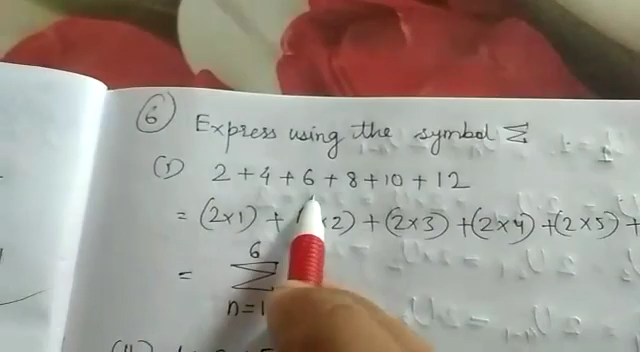 ⑥ Express using the symbol Σ
(I) 2 + 4 + 6 + 8 + 10 + 12
= (2×1) + (×2) + (2×3) + (2×4) + (2×5) +
= 6
Σ
n=1